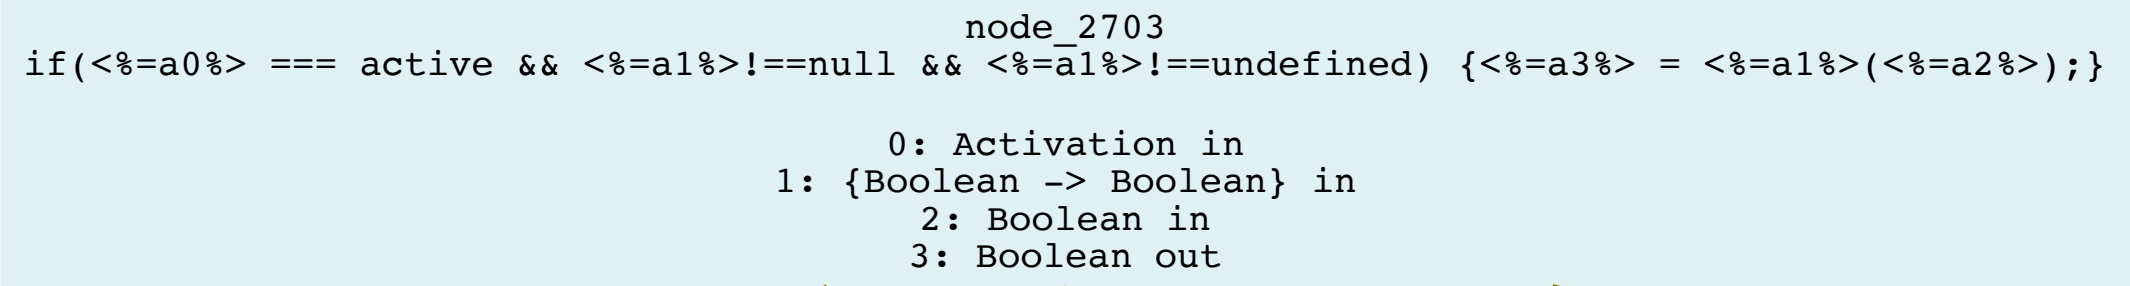 node_2703
if(<%=a0%> === active && <%=a1%>!==null && <%=a1%>!==undefined) {<%=a3%> = <%=a1%>(<%=a2%>);}
0: Activation in
1: {Boolean -> Boolean} in
2: Boolean in
3: Boolean out